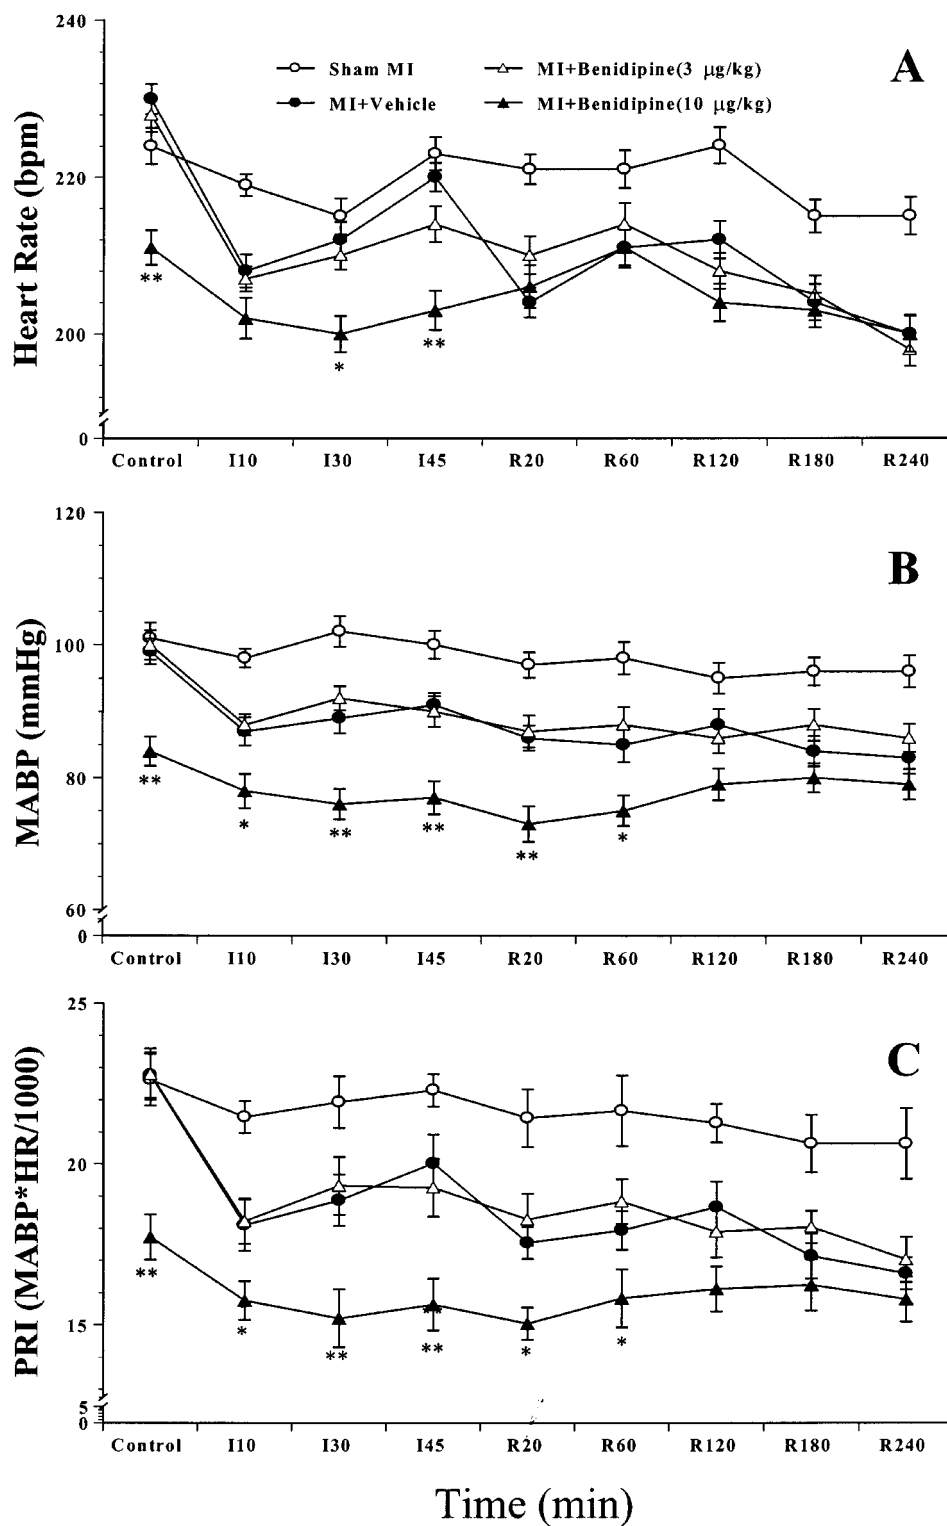 240
A
Sham MI
MI+Benidipine(3 µg/kg)
MI+Vehicle
MI+Benidipine(10 µg/kg)
220
200
0
Heart Rate (bpm)
**
*
**
Control I10 I30 I45 R20 R60 R120 R180 R240
120
B
100
80
60
0
MABP (mmHg)
**
*
**
**
**
*
Control I10 I30 I45 R20 R60 R120 R180 R240
25
C
20
15
5
0
PRI (MABP*HR/1000)
**
*
**
**
**
*
*
Control I10 I30 I45 R20 R60 R120 R180 R240
Time (min)